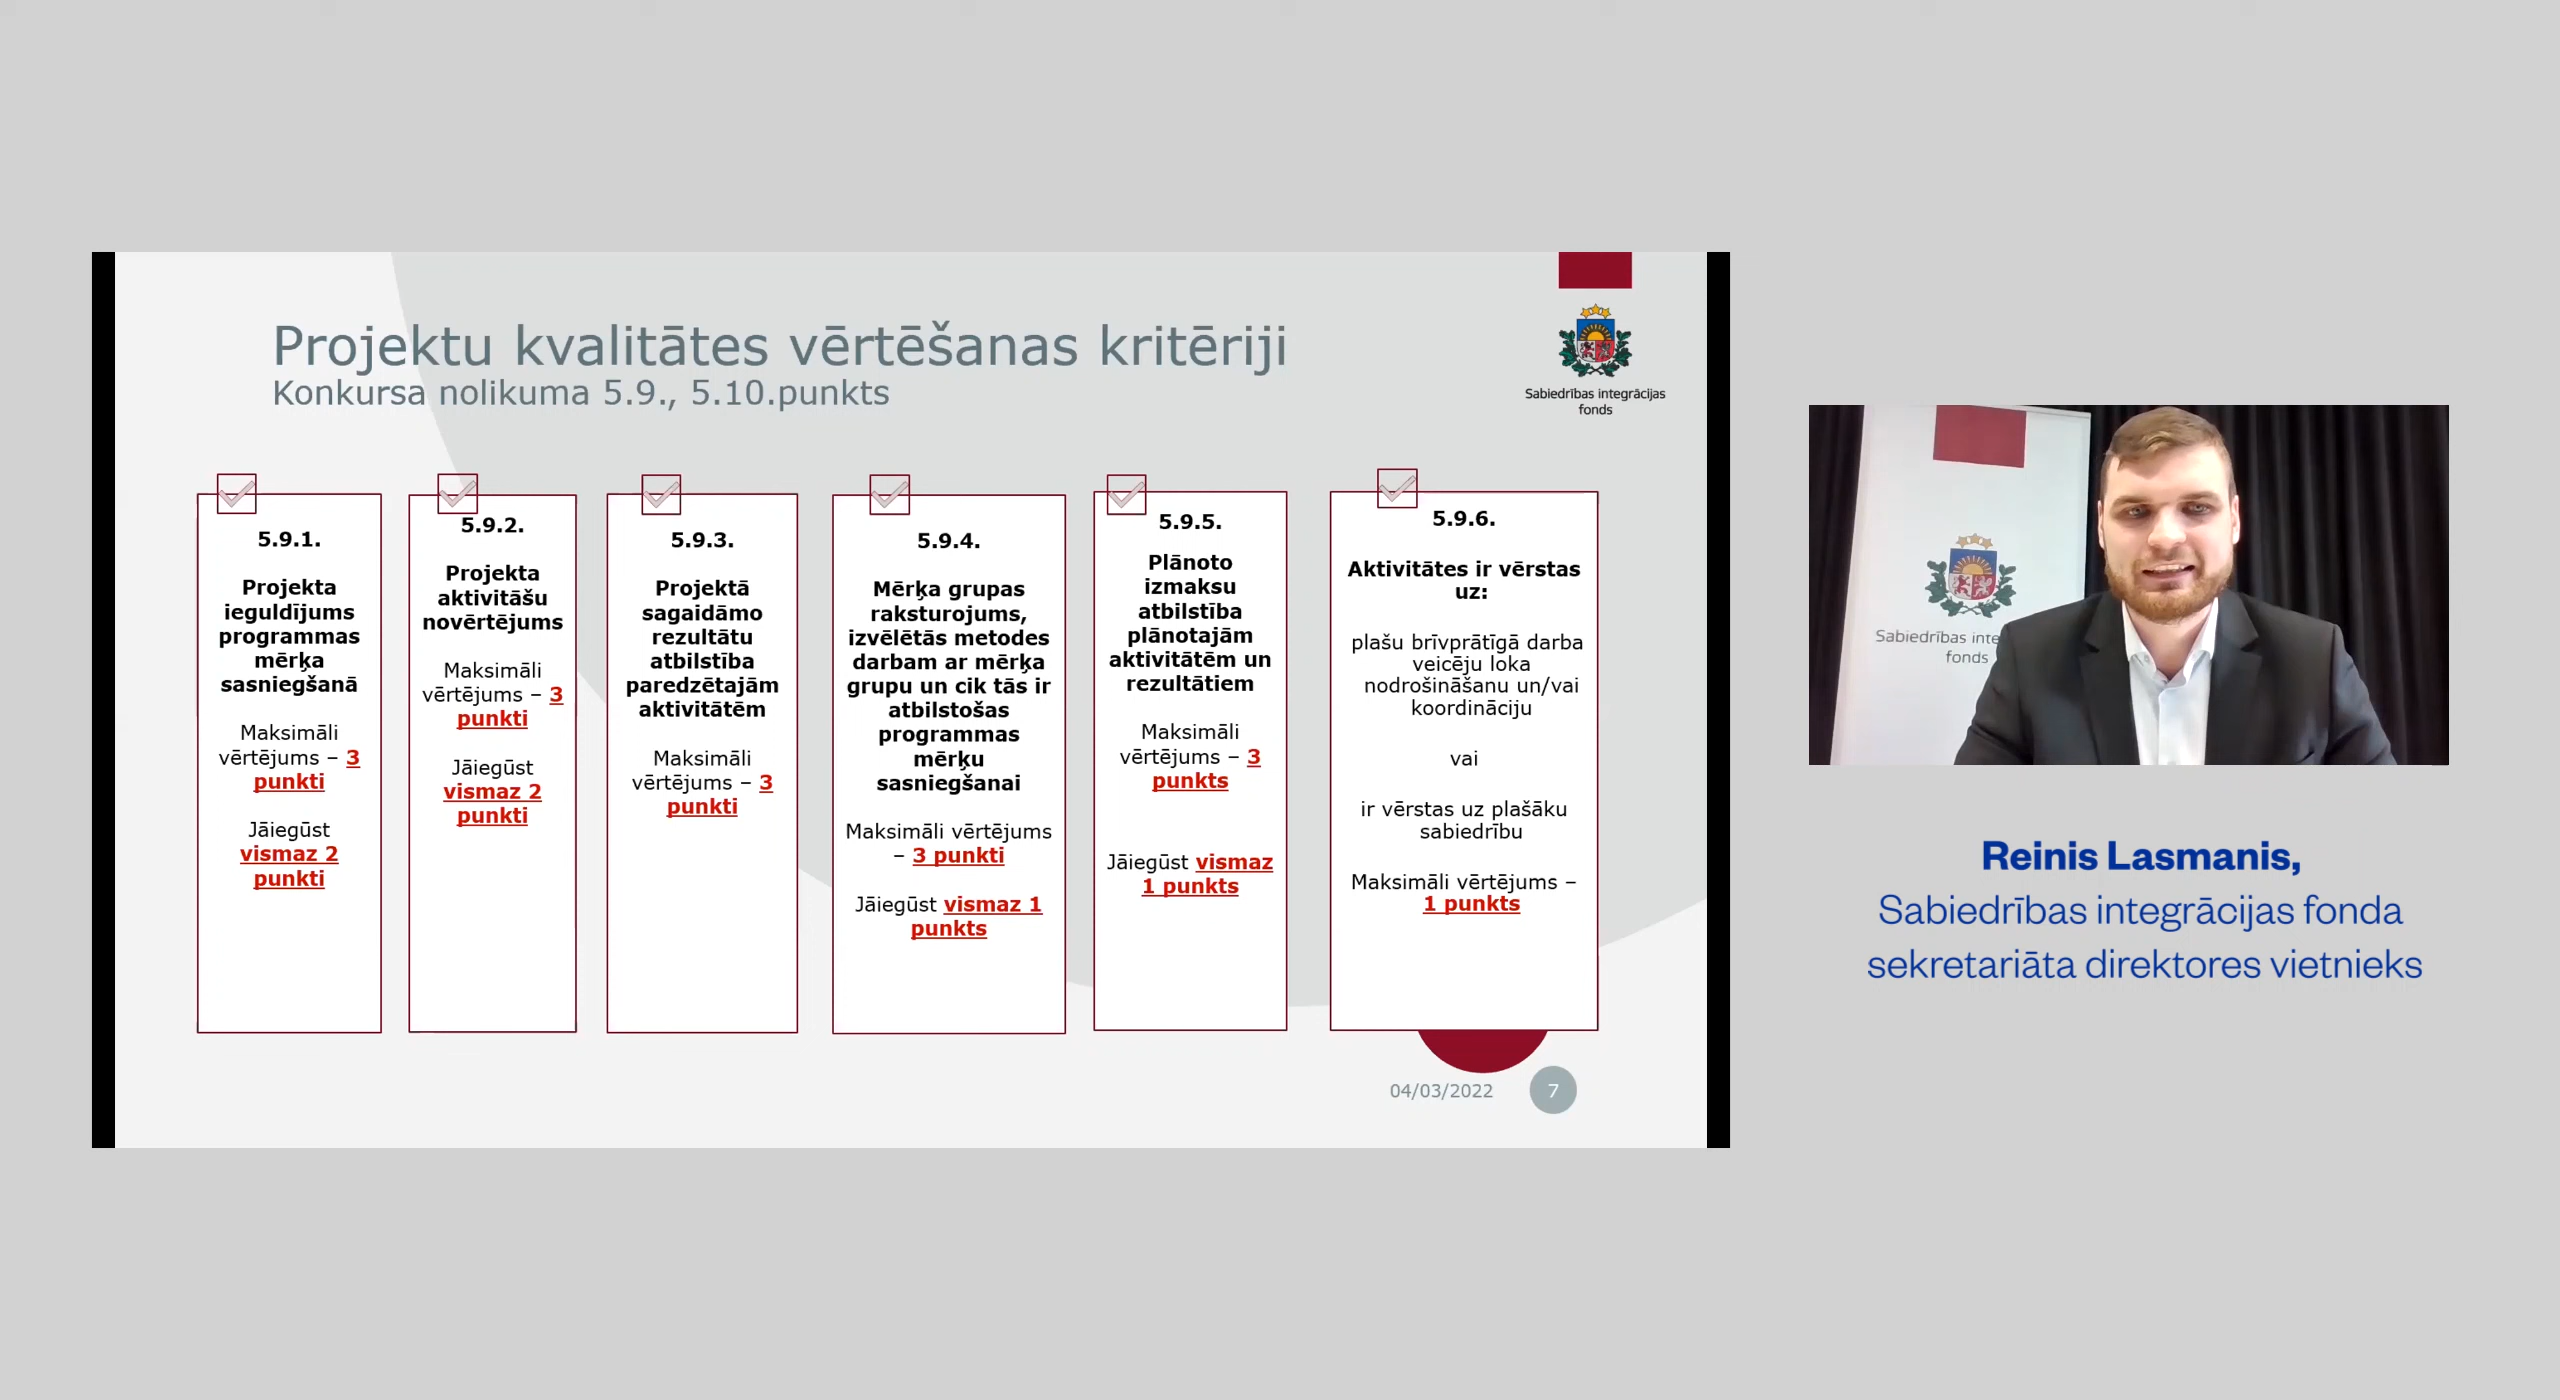 Projektu kvalitātes vērtēšanas kritēriji
Konkursa nolikuma 5.9., 5.10.punkts
Sabiedrības integrācijas
fonds
5.9.1.
Projekta
ieguldījums
programmas
mērķa
sasniegšanā
Maksimāli
vērtējums – 3
punkti
Jāiegūst
vismaz 2
punkti
5.9.2.
Projekta
aktivitāšu
novērtējums
Maksimāli
vērtējums – 3
punkti
Jāiegūst
vismaz 2
punkti
5.9.3.
Projektā
sagaidāmo
rezultātu
atbilstība
paredzētajām
aktivitātēm
Maksimāli
vērtējums – 3
punkti
5.9.4.
Mērķa grupas
raksturojums,
izvēlētās metodes
darbam ar mērķa
grupu un cik tās ir
atbilstošas
programmas
mērķu
sasniegšanai
Maksimāli vērtējums
– 3 punkti
Jāiegūst vismaz 1
punkts
5.9.5.
Plānoto
izmaksu
atbilstība
plānotajām
aktivitātēm un
rezultātiem
Maksimāli
vērtējums – 3
punkts
Jāiegūst vismaz
1 punkts
5.9.6.
Aktivitātes ir vērstas
uz:
plašu brīvprātīgā darba
veicēju loka
nodrošināšanu un/vai
koordināciju
vai
ir vērstas uz plašāku
sabiedrību
Maksimāli vērtējums –
1 punkts
04/03/2022
7
Sabiedrības inte
fonds
Reinis Lasmanis,
Sabiedrības integrācijas fonda
sekretariāta direktores vietnieks